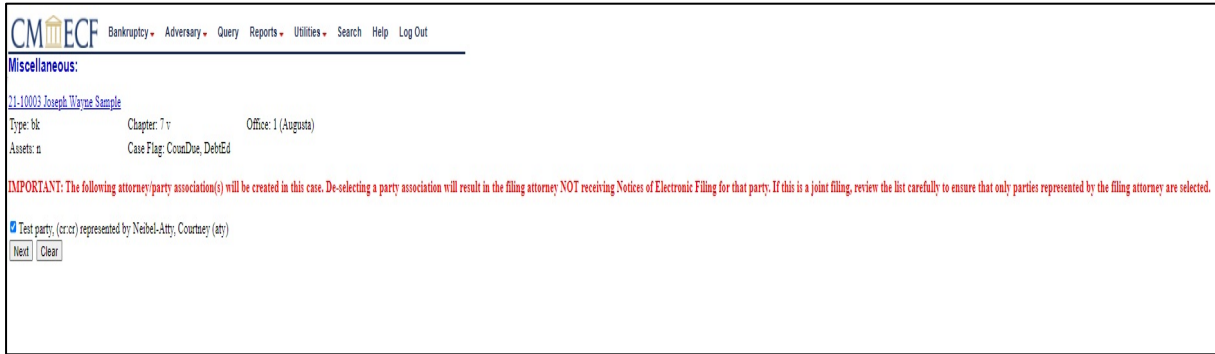 CM ECF Bankruptcy Adversary Query Reports Utilities Search Help Log Out
Miscellaneous:
21-10003 Joseph Wayne Sample
Type: bk Chapter: 7 v Office: 1 (Augusta)
Assets: n Case Flag: CounDue, DebtEd
IMPORTANT: The following attorney/party association(s) will be created in this case. De-selecting a party association will result in the filing attorney NOT receiving Notices of Electronic Filing for that party. If this is a joint filing, review the list carefully to ensure that only parties represented by the filing attorney are selected.
Test party, (cr:cr) represented by Neibel-Atty, Courtney (aty)
Next Clear